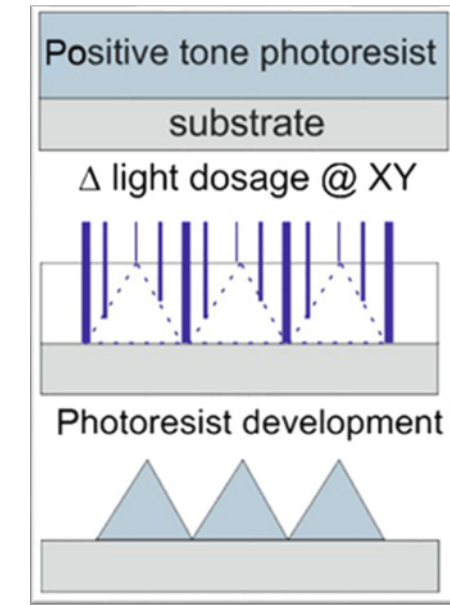 Positive tone photoresist
substrate
Δ light dosage @ XY
Photoresist development